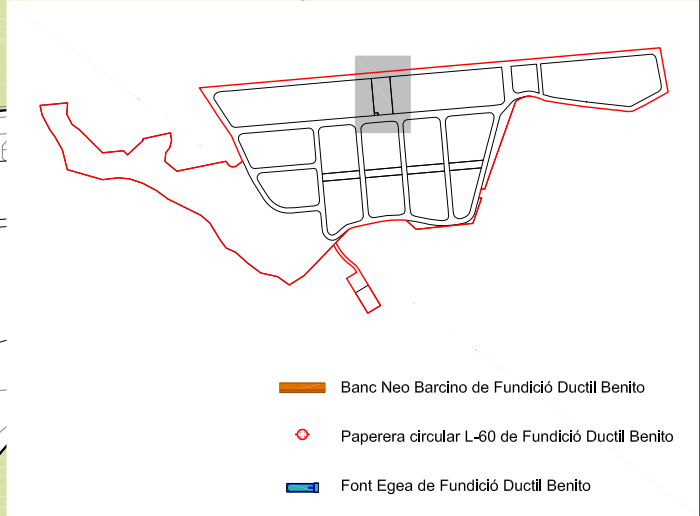 Banc Neo Barcino de Fundició Ductil Benito
Paperera circular L-60 de Fundició Ductil Benito
Font Egea de Fundició Ductil Benito